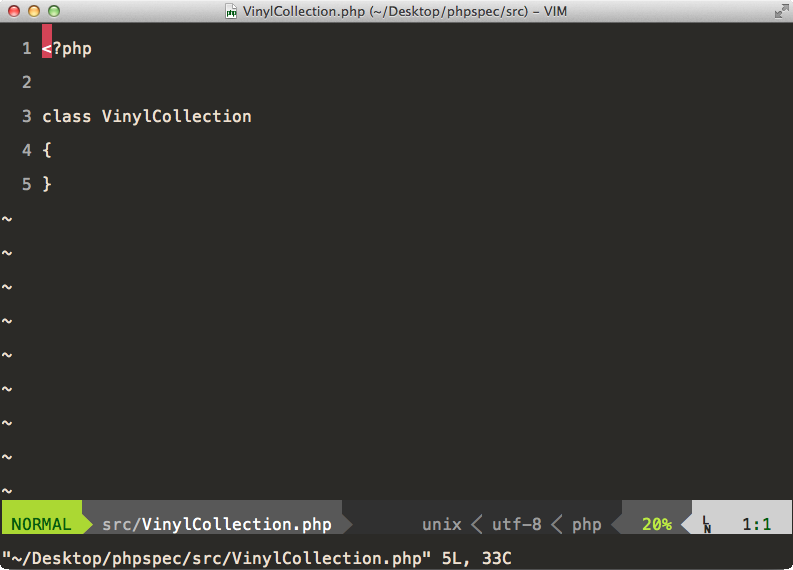 VinylCollection.php (~/Desktop/phpspec/src) – VIM
1 <?php
2
3 class VinylCollection
4 {
5 }
~
~
~
~
~
~
~
~
~
NORMAL src/VinylCollection.php unix < utf-8 < php 20% LN 1:1
"~/Desktop/phpspec/src/VinylCollection.php" 5L, 33C